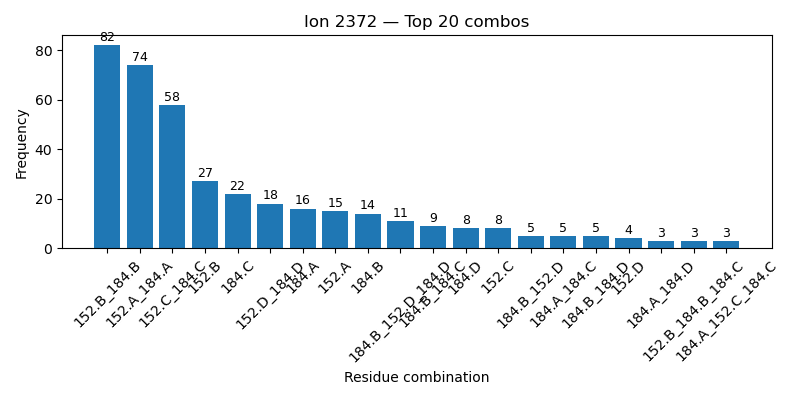 Ion 2372 — Top 20 combos
Frequency
80
60
40
20
0
82
74
58
27
22
18
16
15
14
11
9
8
8
5
5
5
4
3
3
3
152.B_184.B
152.A_184.A
152.C_184.C
152.B
184.C
152.D_184.D
184.A
152.A
184.B
184.B_152.D_184.D
184.B_184.C
184.D
152.C
184.B_152.D
184.A_184.C
184.B_184.D
152.D
184.A_184.D
152.B_184.B_184.C
184.A_152.C_184.C
Residue combination